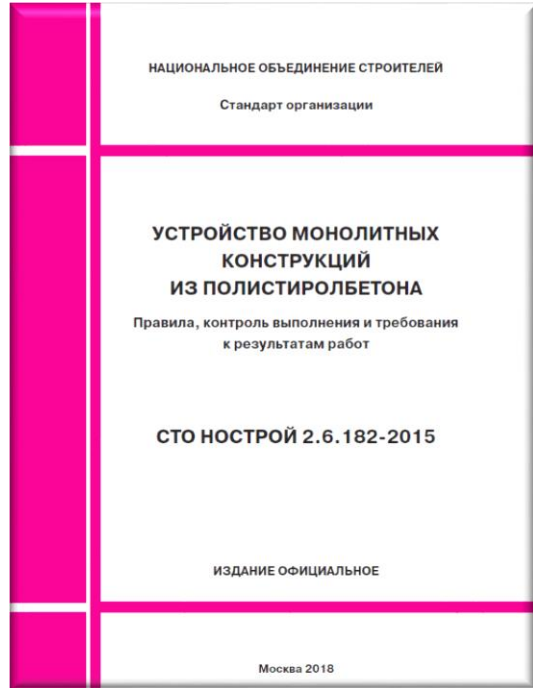 НАЦИОНАЛЬНОЕ ОБЪЕДИНЕНИЕ СТРОИТЕЛЕЙ
Стандарт организации
УСТРОЙСТВО МОНОЛИТНЫХ
КОНСТРУКЦИЙ
ИЗ ПОЛИСТИРОЛБЕТОНА
Правила, контроль выполнения и требования
к результатам работ
СТО НОСТРОЙ 2.6.182-2015
ИЗДАНИЕ ОФИЦИАЛЬНОЕ
Москва 2018